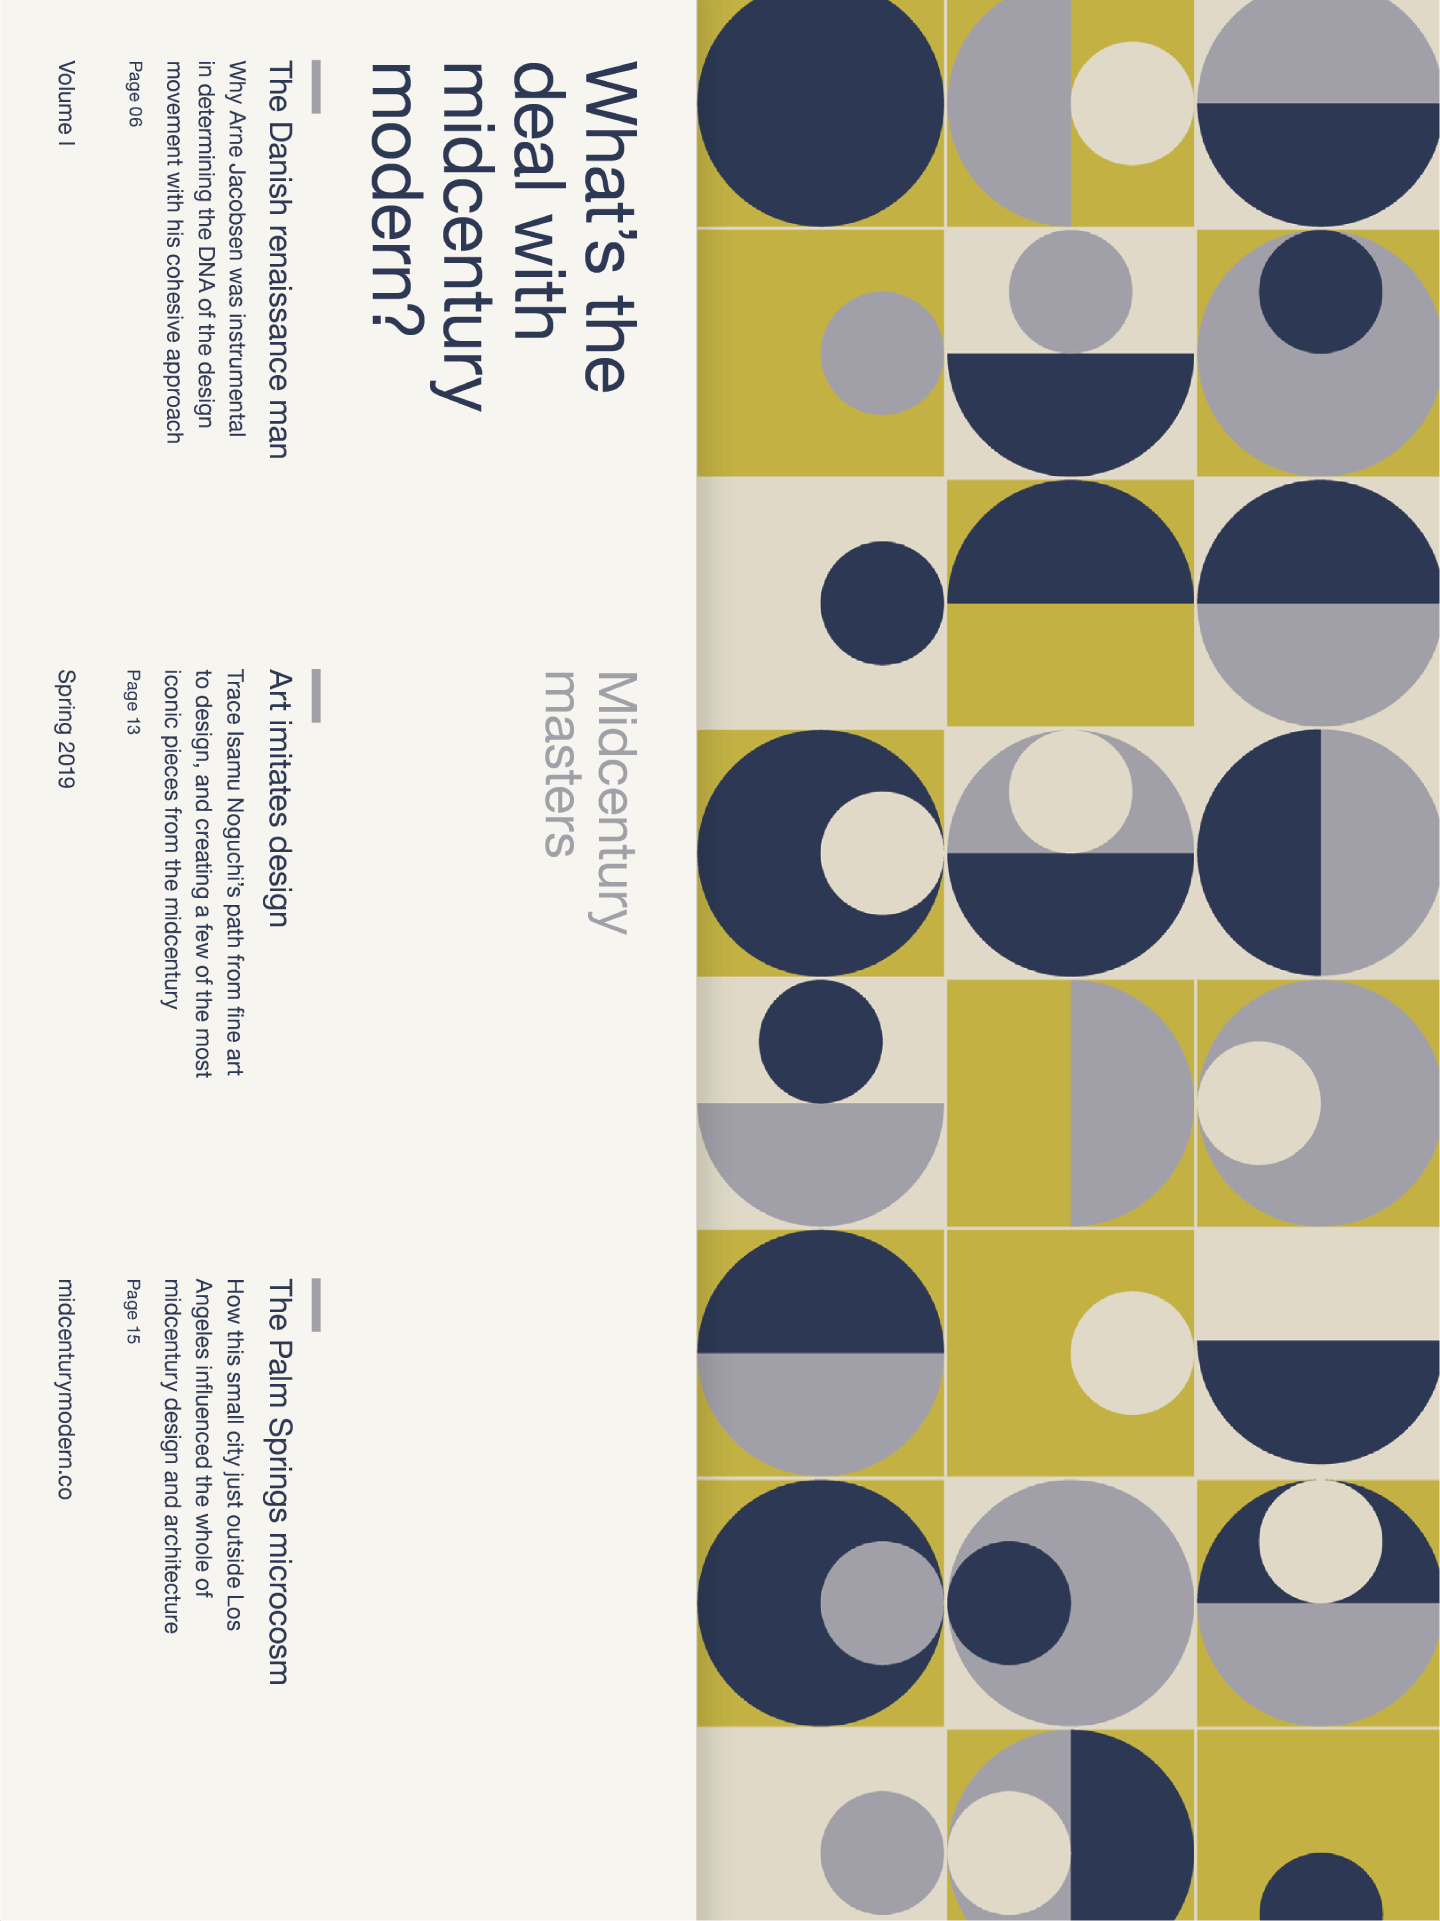 What’s the
deal with
midcentury
modern?
Midcentury
masters
The Danish renaissance man
Why Arne Jacobsen was instrumental
in determining the DNA of the design
movement with his cohesive approach
Page 06
Art imitates design
Trace Isamu Noguchi’s path from fine art
to design, and creating a few of the most
iconic pieces from the midcentury
Page 13
The Palm Springs microcosm
How this small city just outside Los
Angeles influenced the whole of
midcentury design and architecture
Page 15
Volume I
Spring 2019
midcenturymodern.co